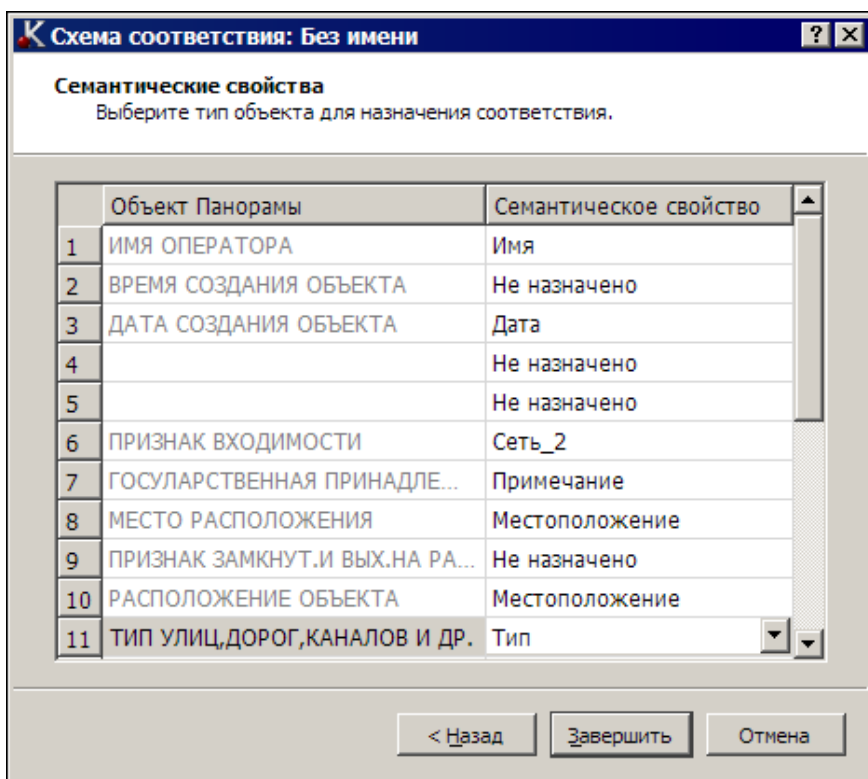 Схема соответствия: Без имени
Семантические свойства
Выберите тип объекта для назначения соответствия.
Объект Панорамы Семантическое свойство
1 ИМЯ ОПЕРАТОРА Имя
2 ВРЕМЯ СОЗДАНИЯ ОБЪЕКТА Не назначено
3 ДАТА СОЗДАНИЯ ОБЪЕКТА Дата
4 Не назначено
5 Не назначено
6 ПРИЗНАК ВХОДИМОСТИ Сеть_2
7 ГОСУЛАРСТВЕННАЯ ПРИНАДЛЕ... Примечание
8 МЕСТО РАСПОЛОЖЕНИЯ Местоположение
9 ПРИЗНАК ЗАМКНУТ.И ВЫХ.НА РА... Не назначено
10 РАСПОЛОЖЕНИЕ ОБЪЕКТА Местоположение
11 ТИП УЛИЦ,ДОРОГ,КАНАЛОВ И ДР. Тип
< Назад Завершить Отмена